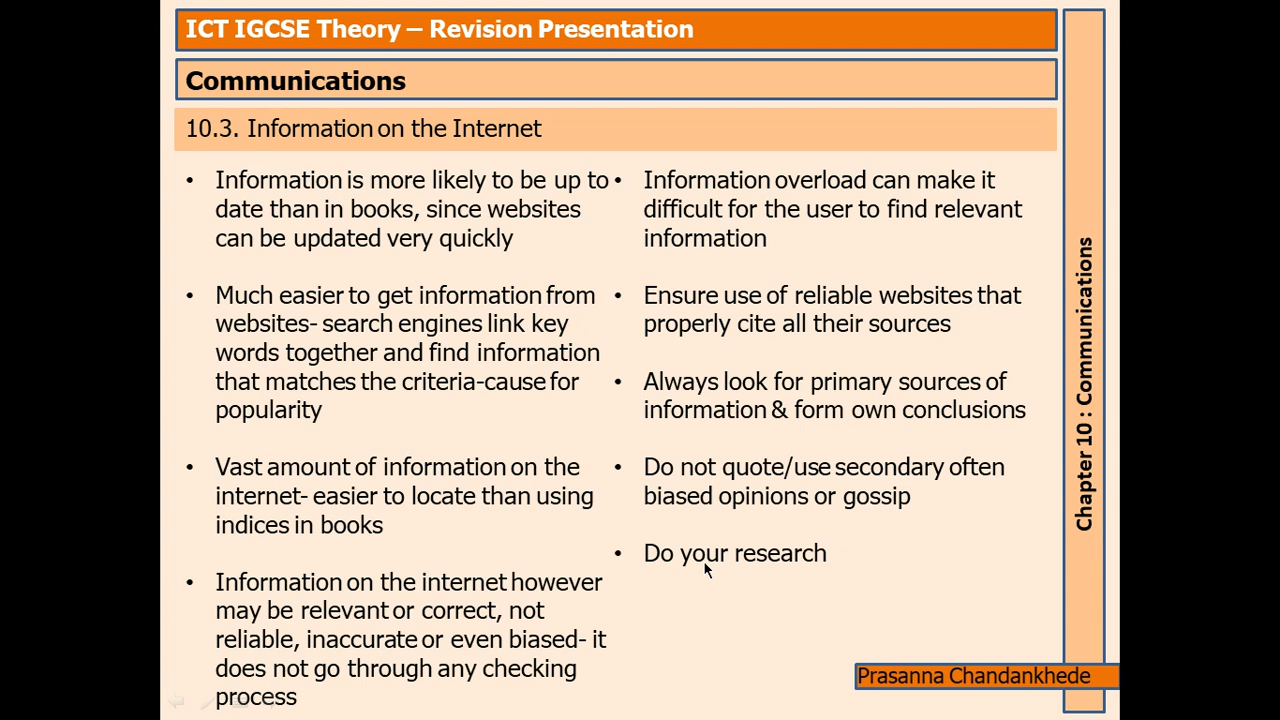 ICT IGCSE Theory – Revision Presentation
Communications
10.3. Information on the Internet
• Information is more likely to be up to
date than in books, since websites
can be updated very quickly
• Much easier to get information from
websites- search engines link key
words together and find information
that matches the criteria-cause for
popularity
• Vast amount of information on the
internet- easier to locate than using
indices in books
• Information on the internet however
may be relevant or correct, not
reliable, inaccurate or even biased- it
does not go through any checking
process
• Information overload can make it
difficult for the user to find relevant
information
• Ensure use of reliable websites that
properly cite all their sources
• Always look for primary sources of
information & form own conclusions
• Do not quote/use secondary often
biased opinions or gossip
• Do your research
Chapter 10 : Communications
Prasanna Chandankhede